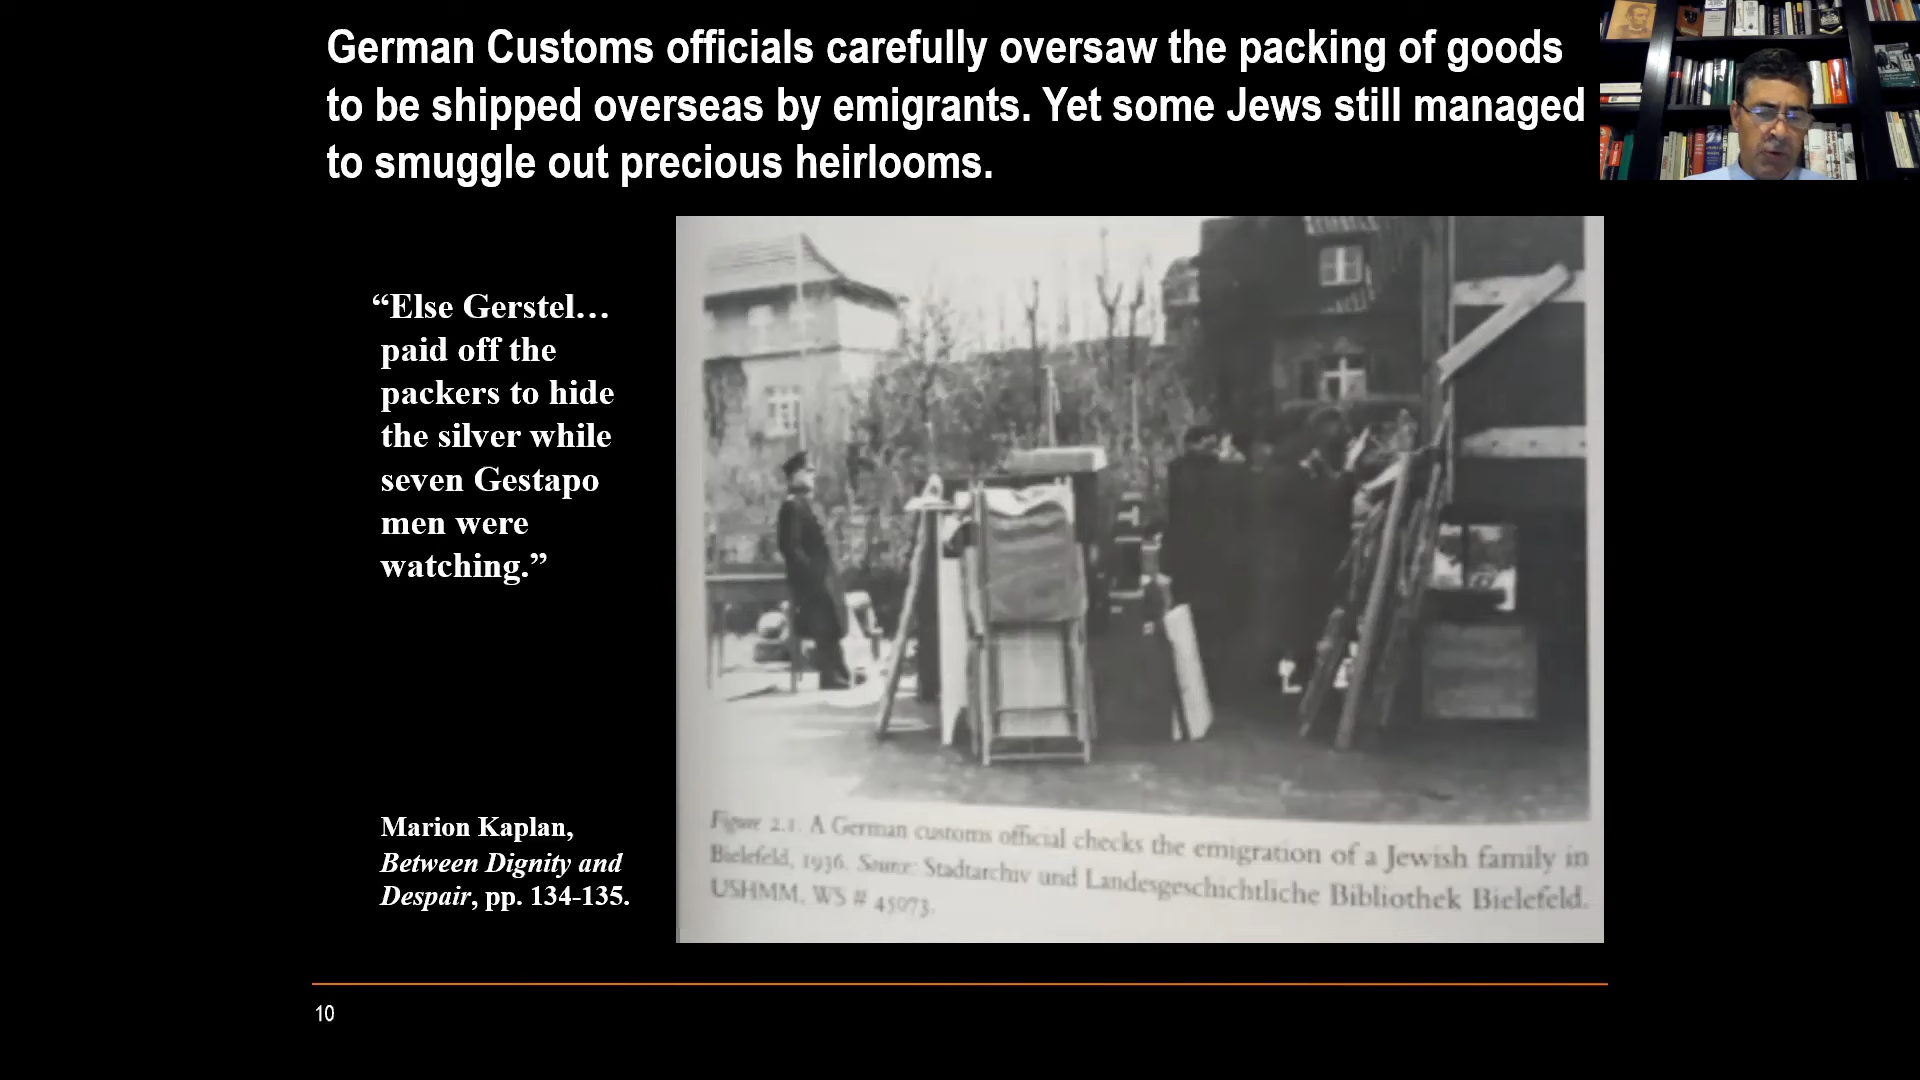 German Customs officials carefully oversaw the packing of goods
to be shipped overseas by emigrants. Yet some Jews still managed
to smuggle out precious heirlooms.
“Else Gerstel…
paid off the
packers to hide
the silver while
seven Gestapo
men were
watching.”
Marion Kaplan,
Between Dignity and
Despair, pp. 134-135.
Figure 2.1. A German customs official checks the emigration of a Jewish family in
Bielefeld, 1936. Source: Stadtarchiv und Landesgeschichtliche Bibliothek Bielefeld.
USHMM, WS # 45073.
10